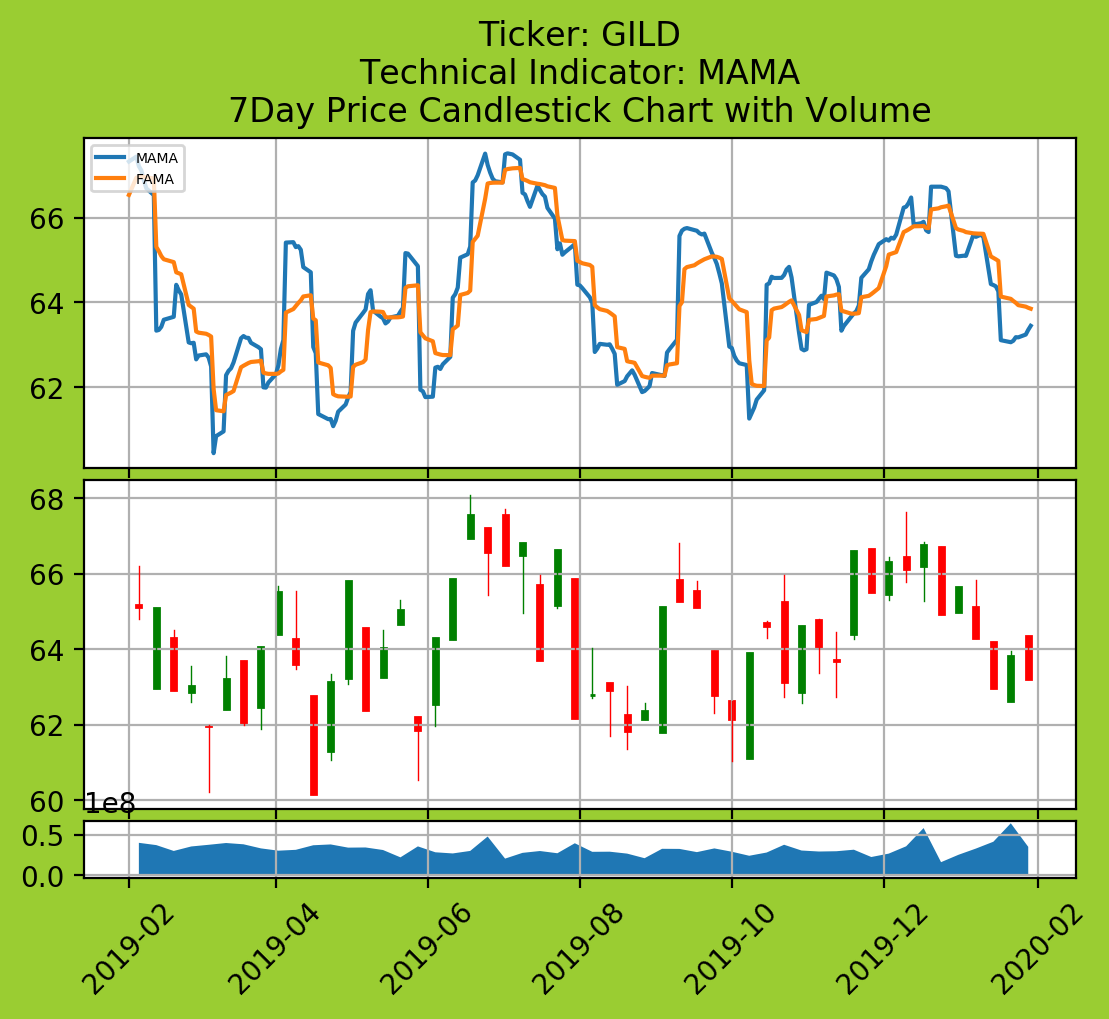 Ticker: GILD
Technical Indicator: MAMA
7Day Price Candlestick Chart with Volume
MAMA
FAMA
66
64
62
68
66
64
62
60
1e8
0.5
0.0
2019-02
2019-04
2019-06
2019-08
2019-10
2019-12
2020-02